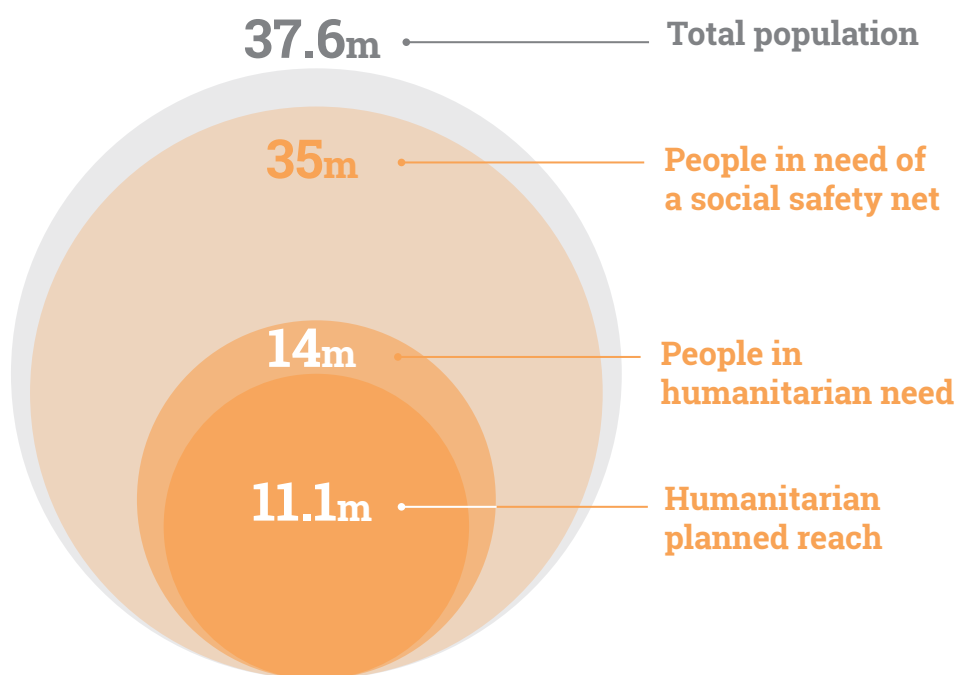 37.6m
Total population
35m
People in need of
a social safety net
14m
People in
humanitarian need
11.1m
Humanitarian
planned reach